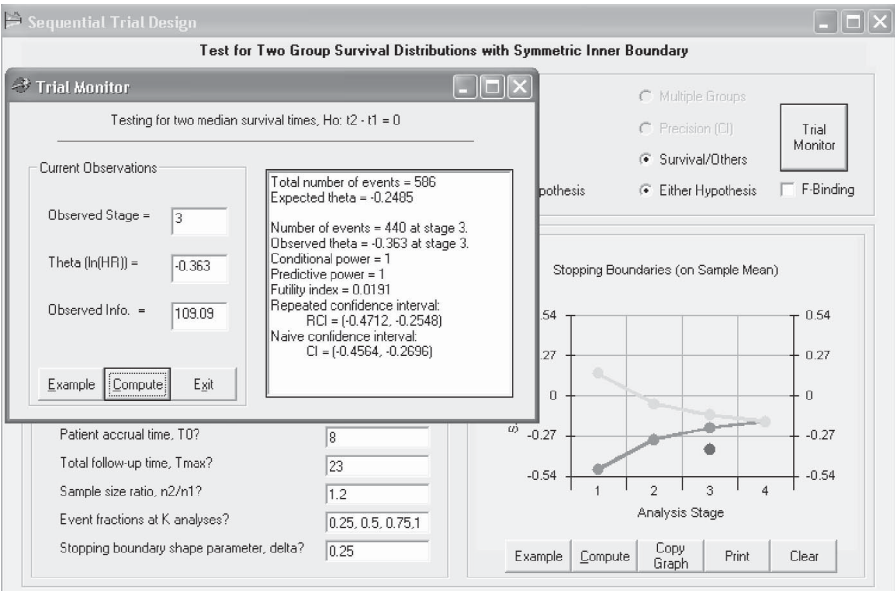 Sequential Trial Design
Test for Two Group Survival Distributions with Symmetric Inner Boundary
Trial Monitor
Testing for two median survival times, Ho: t2 - t1 = 0
Current Observations
Observed Stage =
3
Theta (ln(HR)) =
-0.363
Observed Info. =
109.09
Example
Compute
Exit
Total number of events = 586
Expected theta = -0.2485
Number of events = 440 at stage 3.
Observed theta = -0.363 at stage 3.
Conditional power = 1
Predictive power = 1
Futility index = 0.0191
Repeated confidence interval:
RCI = (-0.4712, -0.2548)
Naive confidence interval:
CI = (-0.4564, -0.2696)
Multiple Groups
Precision (CI)
Survival/Others
pothesis
Either Hypothesis
Trial
Monitor
F-Binding
Patient accrual time, T0?
8
Total follow-up time, Tmax?
23
Sample size ratio, n2/n1?
1.2
Event fractions at K analyses?
0.25, 0.5, 0.75,1
Stopping boundary shape parameter, delta?
0.25
Stopping Boundaries (on Sample Mean)
.54
0.54
.27
0.27
0
0
-0.27
-0.27
-0.54
-0.54
1
2
3
4
Analysis Stage
Example
Compute
Copy
Graph
Print
Clear